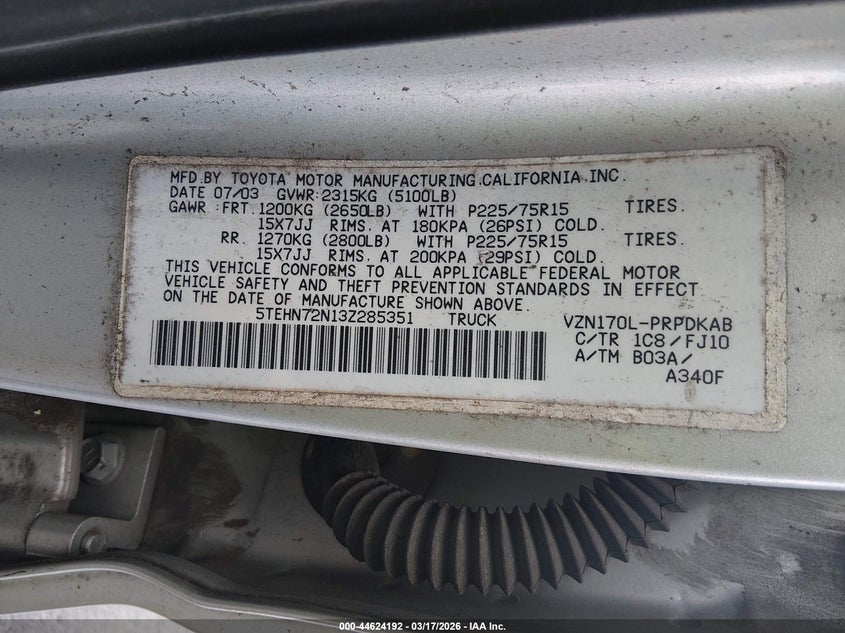 MFD.BY TOYOTA MOTOR MANUFACTURING.CALIFORNIA.INC.
DATE 07/03 GVWR:2315KG (5100LB)
GAWR :FRT. 1200KG (2650LB) WITH P225/75R15 TIRES.
15X7JJ RIMS. AT 180KPA (26PSI) COLD.
RR. 1270KG (2800LB) WITH P225/75R15 TIRES.
15X7JJ RIMS. AT 200KPA (29PSI) COLD.
THIS VEHICLE CONFORMS TO ALL APPLICABLE FEDERAL MOTOR
VEHICLE SAFETY AND THEFT PREVENTION STANDARDS IN EFFECT
ON THE DATE OF MANUFACTURE SHOWN ABOVE.
5TEHN72N13Z285351 TRUCK VZN170L-PRPDKAB
C/TR 1C8/FJ10
A/TM B03A/
A340F
000-44624192 — 03/17/2026 — IAA Inc.